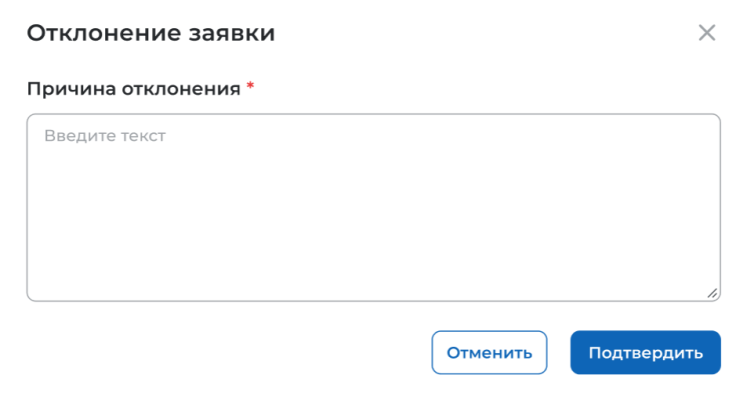 Отклонение заявки
Причина отклонения *
Введите текст
Отменить
Подтвердить